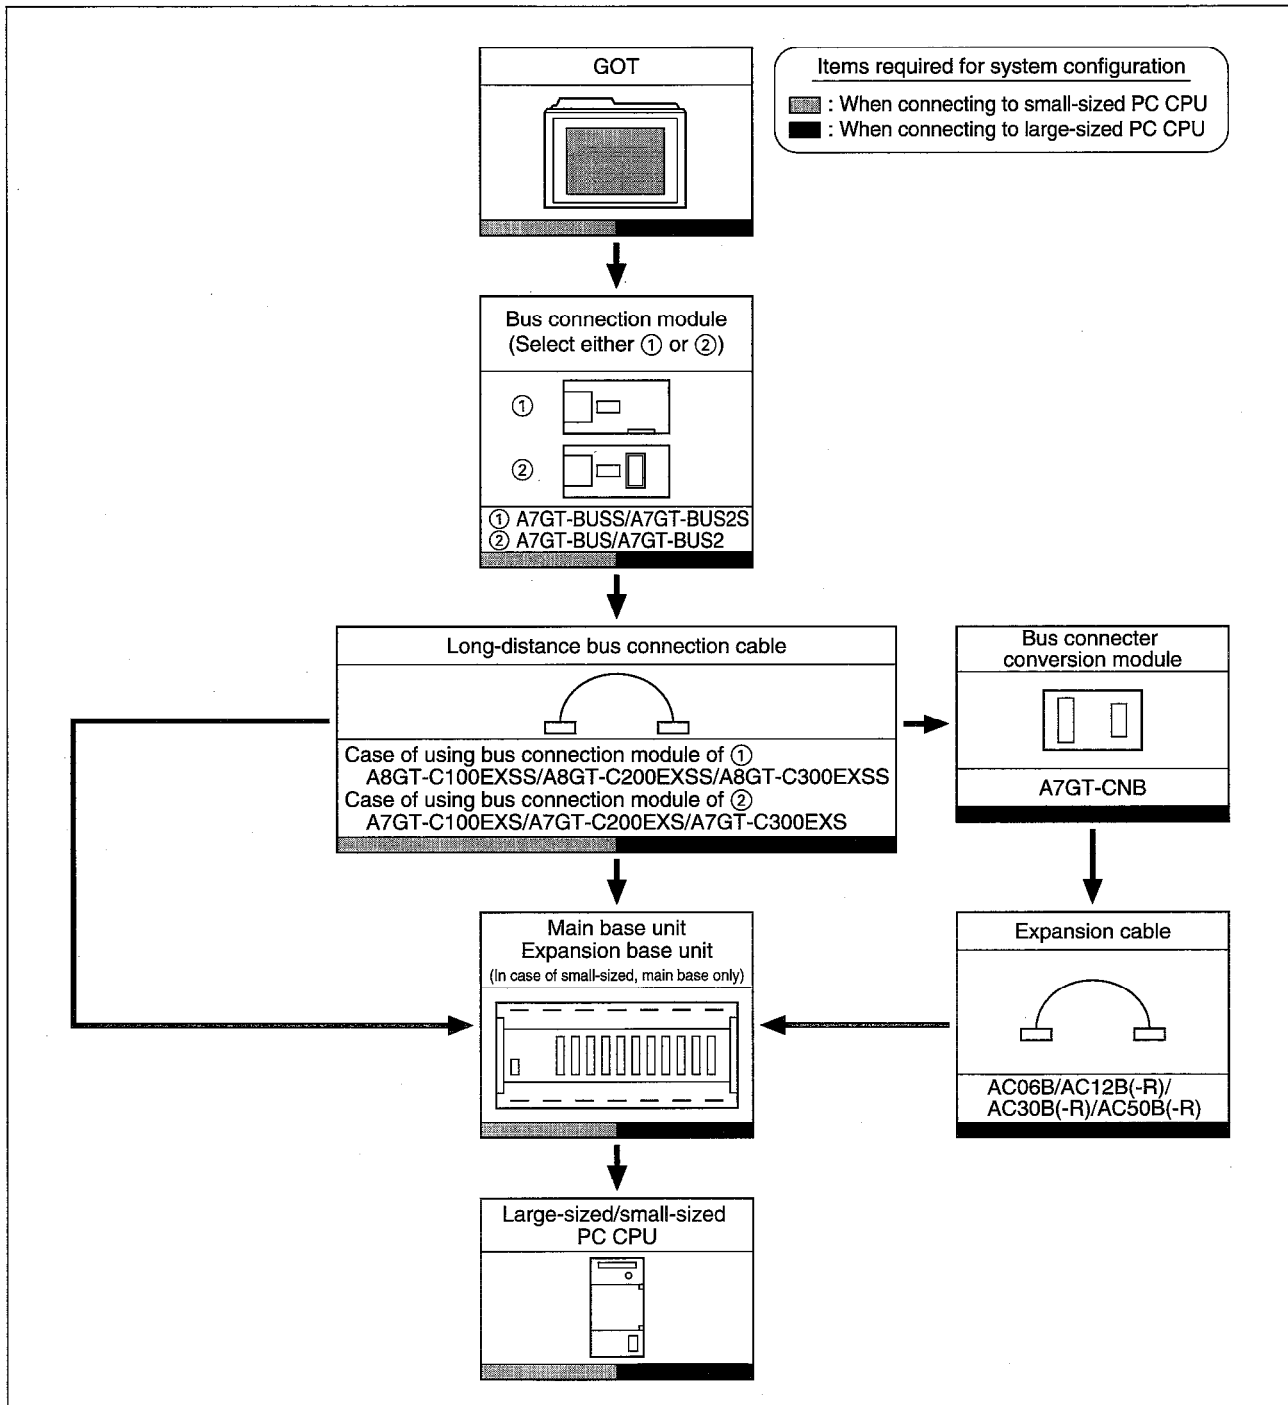 GOT
Items required for system configuration
: When connecting to small-sized PC CPU
: When connecting to large-sized PC CPU
Bus connection module
(Select either ① or ②)
①
②
① A7GT-BUSS/A7GT-BUS2S
② A7GT-BUS/A7GT-BUS2
Long-distance bus connection cable
Case of using bus connection module of ①
A8GT-C100EXSS/A8GT-C200EXSS/A8GT-C300EXSS
Case of using bus connection module of ②
A7GT-C100EXS/A7GT-C200EXS/A7GT-C300EXS
Bus connecter
conversion module
A7GT-CNB
Main base unit
Expansion base unit
(In case of small-sized, main base only)
Expansion cable
AC06B/AC12B(-R)/
AC30B(-R)/AC50B(-R)
Large-sized/small-sized
PC CPU